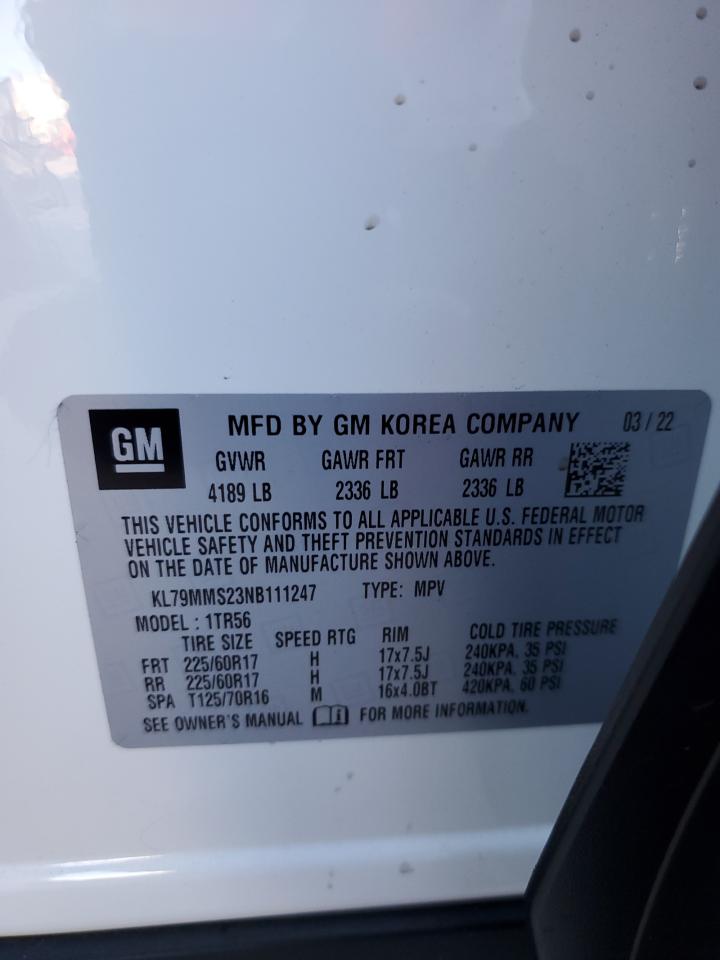 GM
MFD BY GM KOREA COMPANY 03 / 22
GVWR GAWR FRT GAWR RR
4189 LB 2336 LB 2336 LB
THIS VEHICLE CONFORMS TO ALL APPLICABLE U.S. FEDERAL MOTOR
VEHICLE SAFETY AND THEFT PREVENTION STANDARDS IN EFFECT
ON THE DATE OF MANUFACTURE SHOWN ABOVE.
KL79MMS23NB111247 TYPE: MPV
MODEL : 1TR56
TIRE SIZE SPEED RTG RIM COLD TIRE PRESSURE
FRT 225/60R17 H 17x7.5J 240KPA, 35 PSI
RR 225/60R17 H 17x7.5J 240KPA, 35 PSI
SPA T125/70R16 M 16x4.0BT 420KPA, 60 PSI
SEE OWNER'S MANUAL FOR MORE INFORMATION.